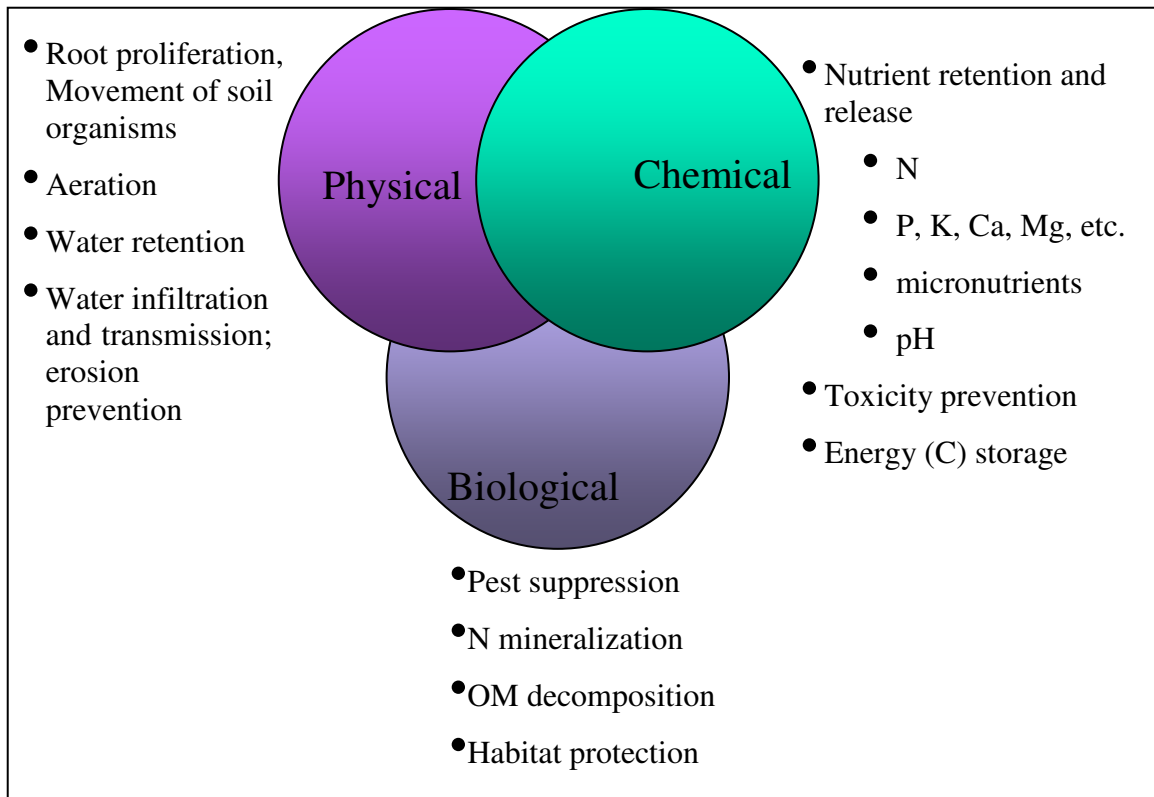 • Root proliferation,
Movement of soil
organisms
• Aeration
• Water retention
• Water infiltration
and transmission;
erosion
prevention
Physical
Chemical
Biological
• Nutrient retention and
release
• N
• P, K, Ca, Mg, etc.
• micronutrients
• pH
• Toxicity prevention
• Energy (C) storage
• Pest suppression
• N mineralization
• OM decomposition
• Habitat protection